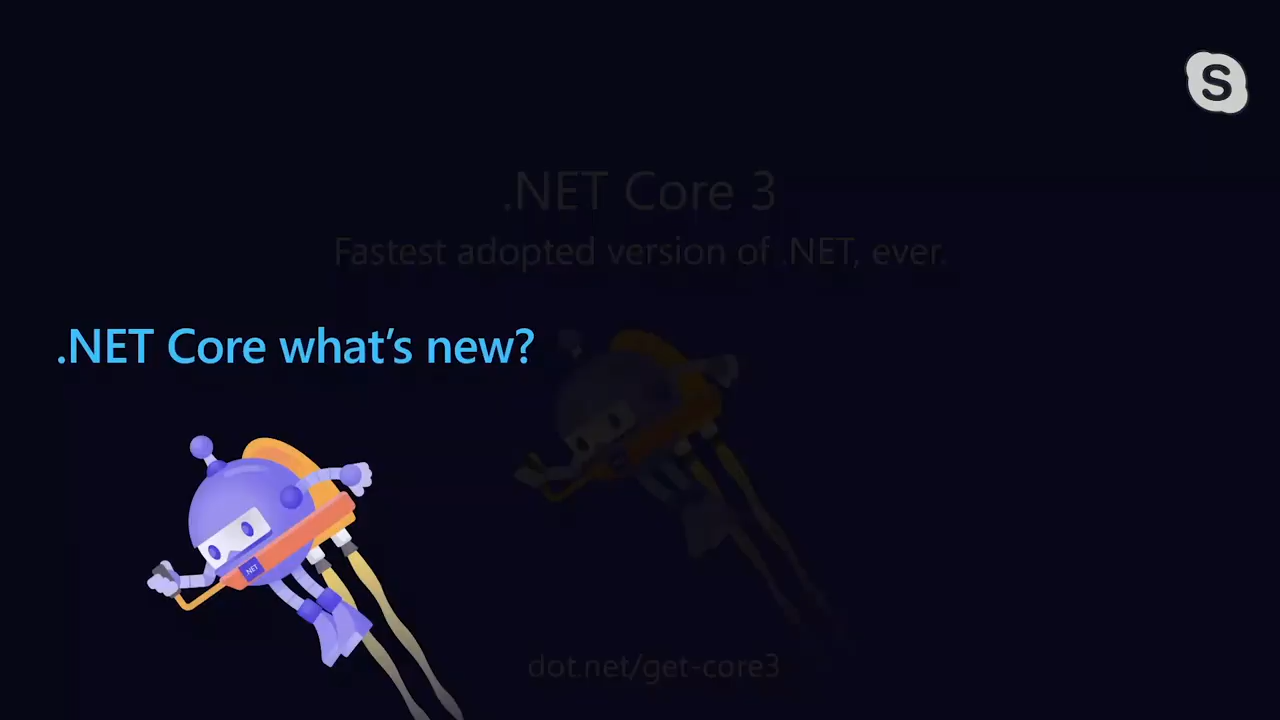 S
.NET Core 3
Fastest adopted version of .NET, ever.
.NET Core what's new?
.NET
dot.net/get-core3